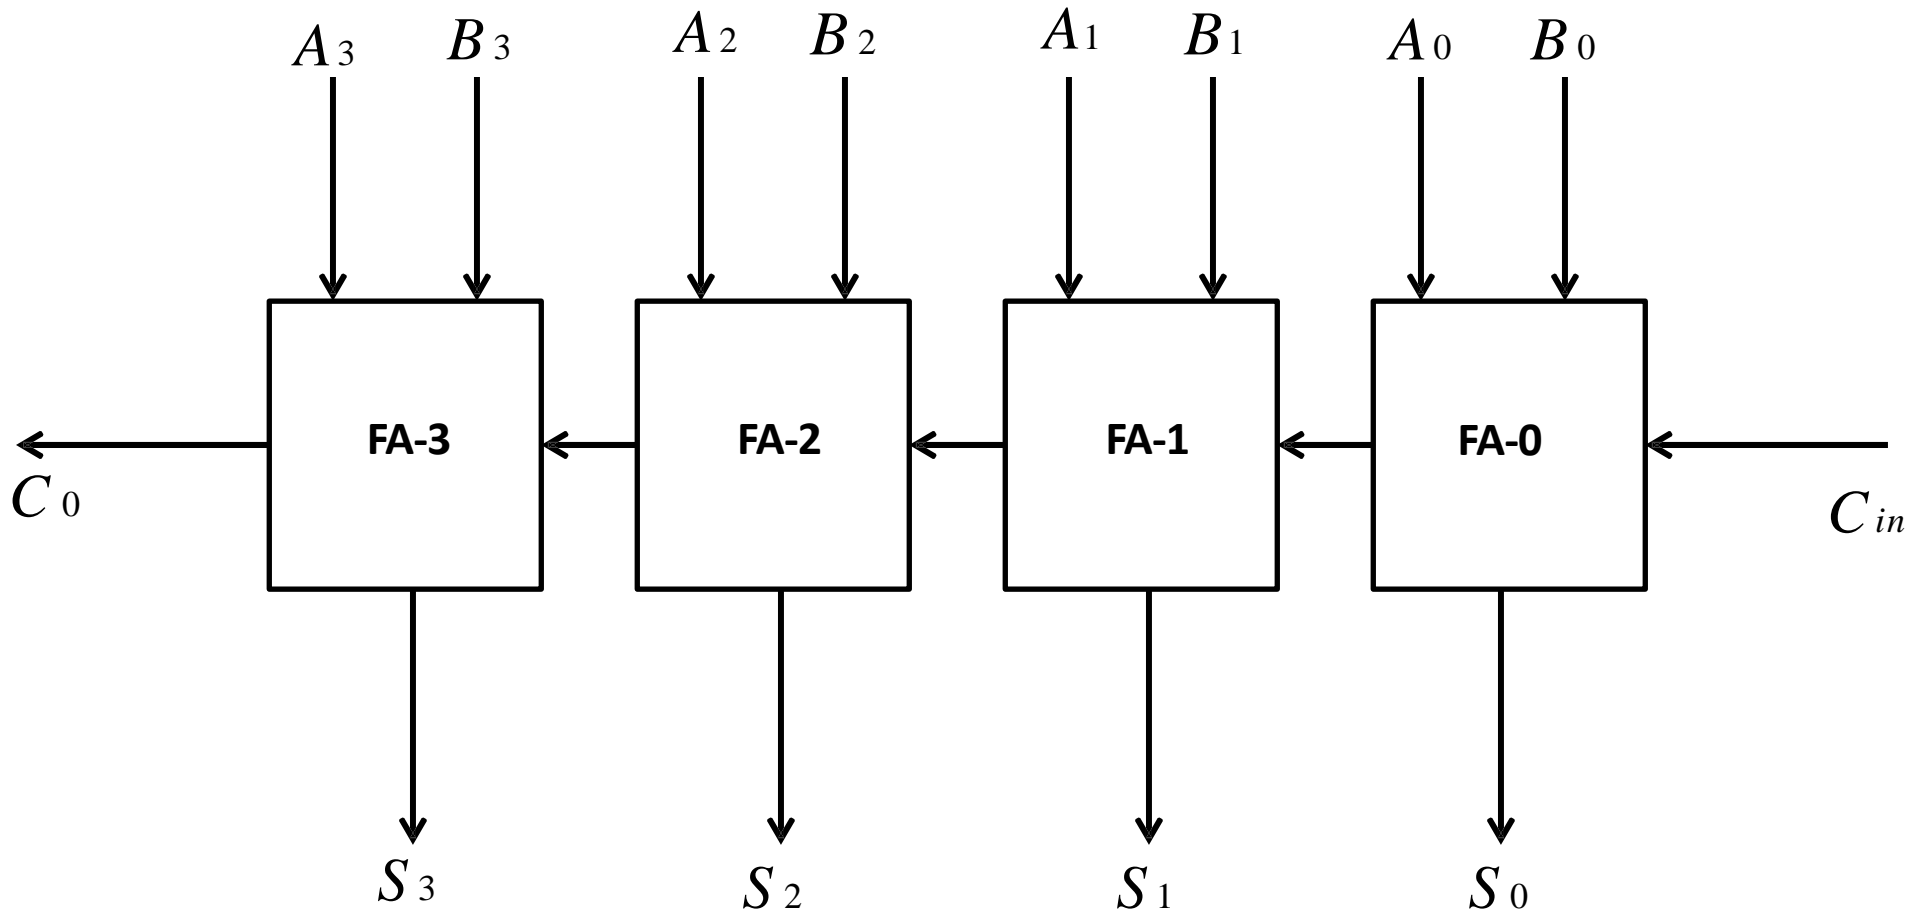 A3 B3 A2 B2 A1 B1 A0 B0
FA-3 FA-2 FA-1 FA-0
C0 Cin
S3 S2 S1 S0